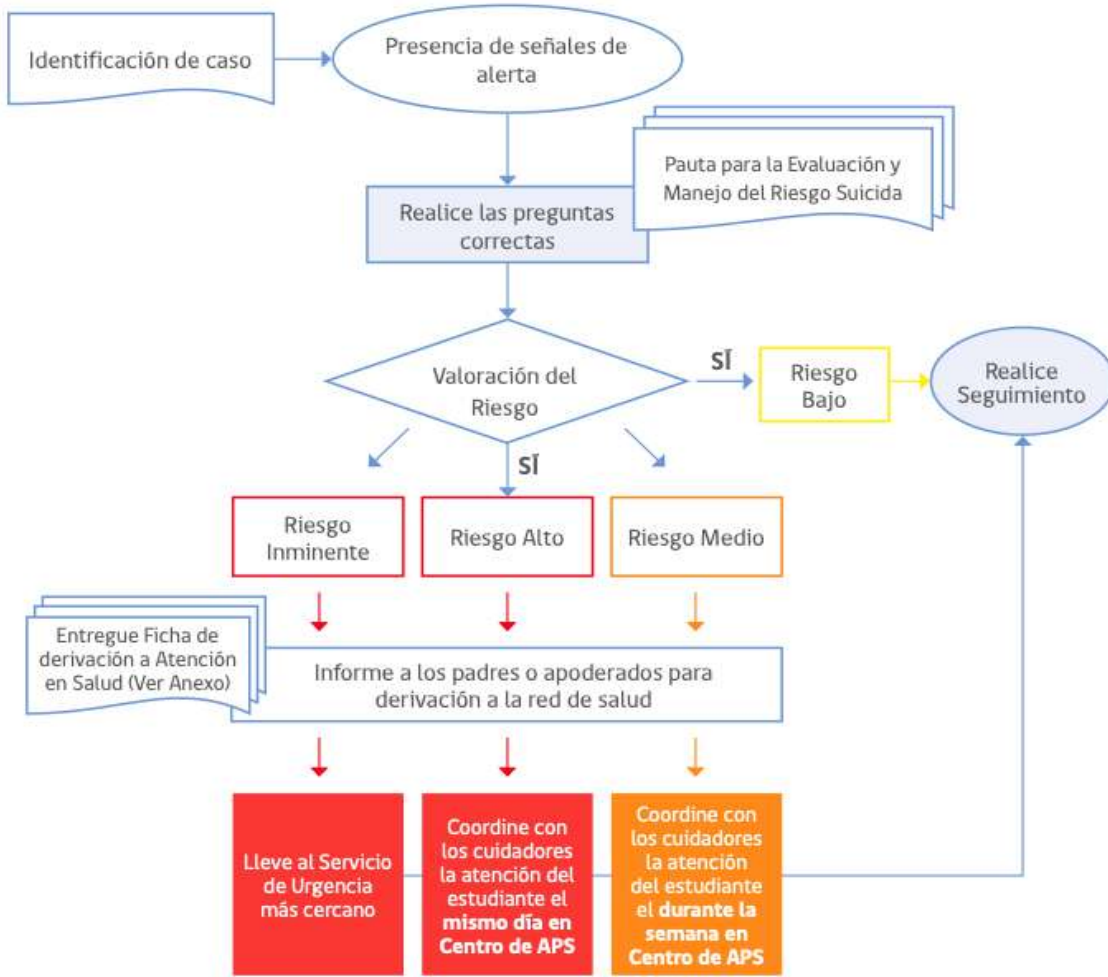 Identificación de caso
Presencia de señales de
alerta
Pauta para la Evaluación y
Manejo del Riesgo Suicida
Realice las preguntas
correctas
Valoración del
Riesgo
SÍ
Riesgo
Bajo
Realice
Seguimiento
SÍ
Riesgo
Inminente
Riesgo Alto
Riesgo Medio
Entregue Ficha de
derivación a Atención
en Salud (Ver Anexo)
Informe a los padres o apoderados para
derivación a la red de salud
Lleve al Servicio
de Urgencia
más cercano
Coordine con
los cuidadores
la atención del
estudiante el
mismo día en
Centro de APS
Coordine con
los cuidadores
la atención
del estudiante
el durante la
semana en
Centro de APS